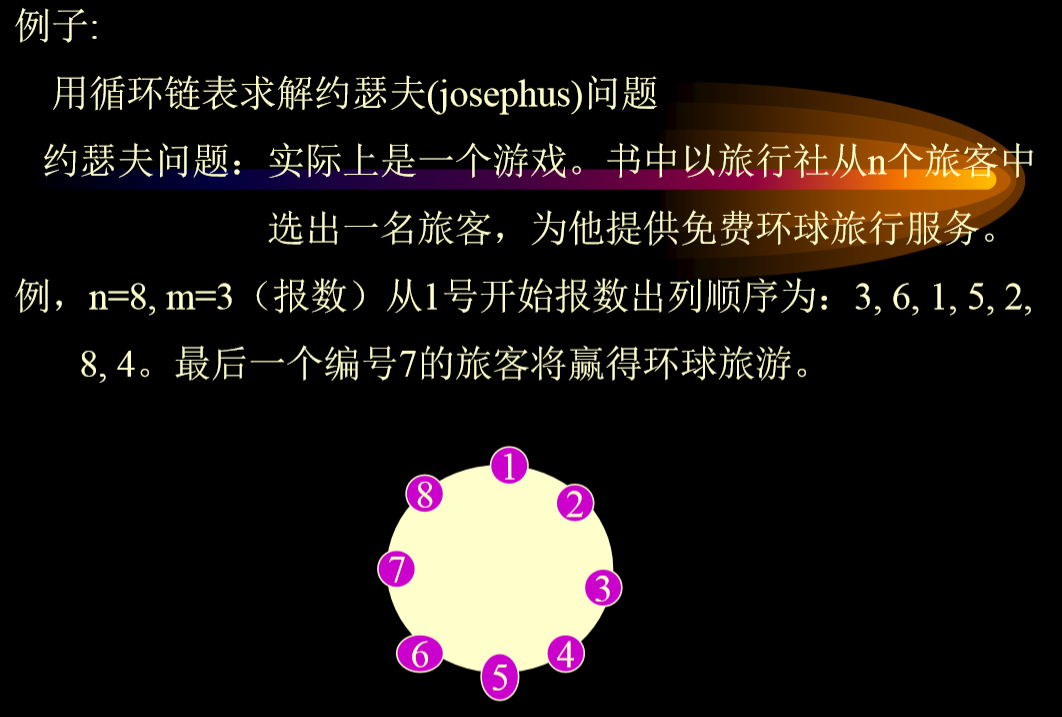 例子:
用循环链表求解约瑟夫(josephus)问题
约瑟夫问题：实际上是一个游戏。书中以旅行社从n个旅客中
选出一名旅客，为他提供免费环球旅行服务。
例，n=8, m=3（报数）从1号开始报数出列顺序为：3, 6, 1, 5, 2,
8, 4。最后一个编号7的旅客将赢得环球旅游。
1
8
2
7
3
6
4
5